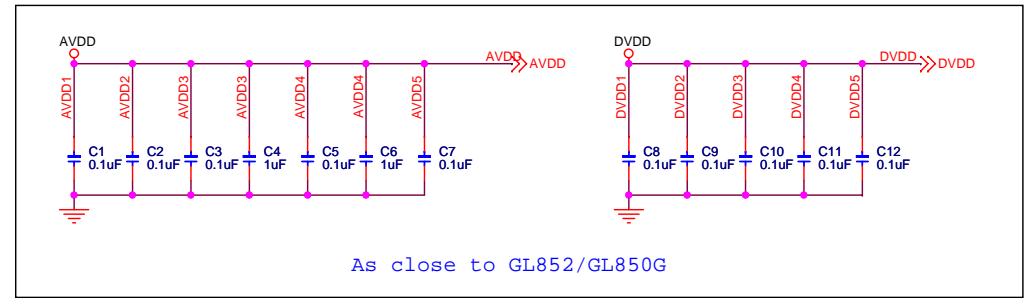 AVDD
AVDD
AVDD
AVDD1
AVDD2
AVDD3
AVDD3
AVDD4
AVDD4
AVDD5
C1
0.1uF
C2
0.1uF
C3
0.1uF
C4
1uF
C5
0.1uF
C6
1uF
C7
0.1uF
DVDD
DVDD
DVDD
DVDD1
DVDD2
DVDD3
DVDD4
DVDD5
C8
0.1uF
C9
0.1uF
C10
0.1uF
C11
0.1uF
C12
0.1uF
As close to GL852/GL850G